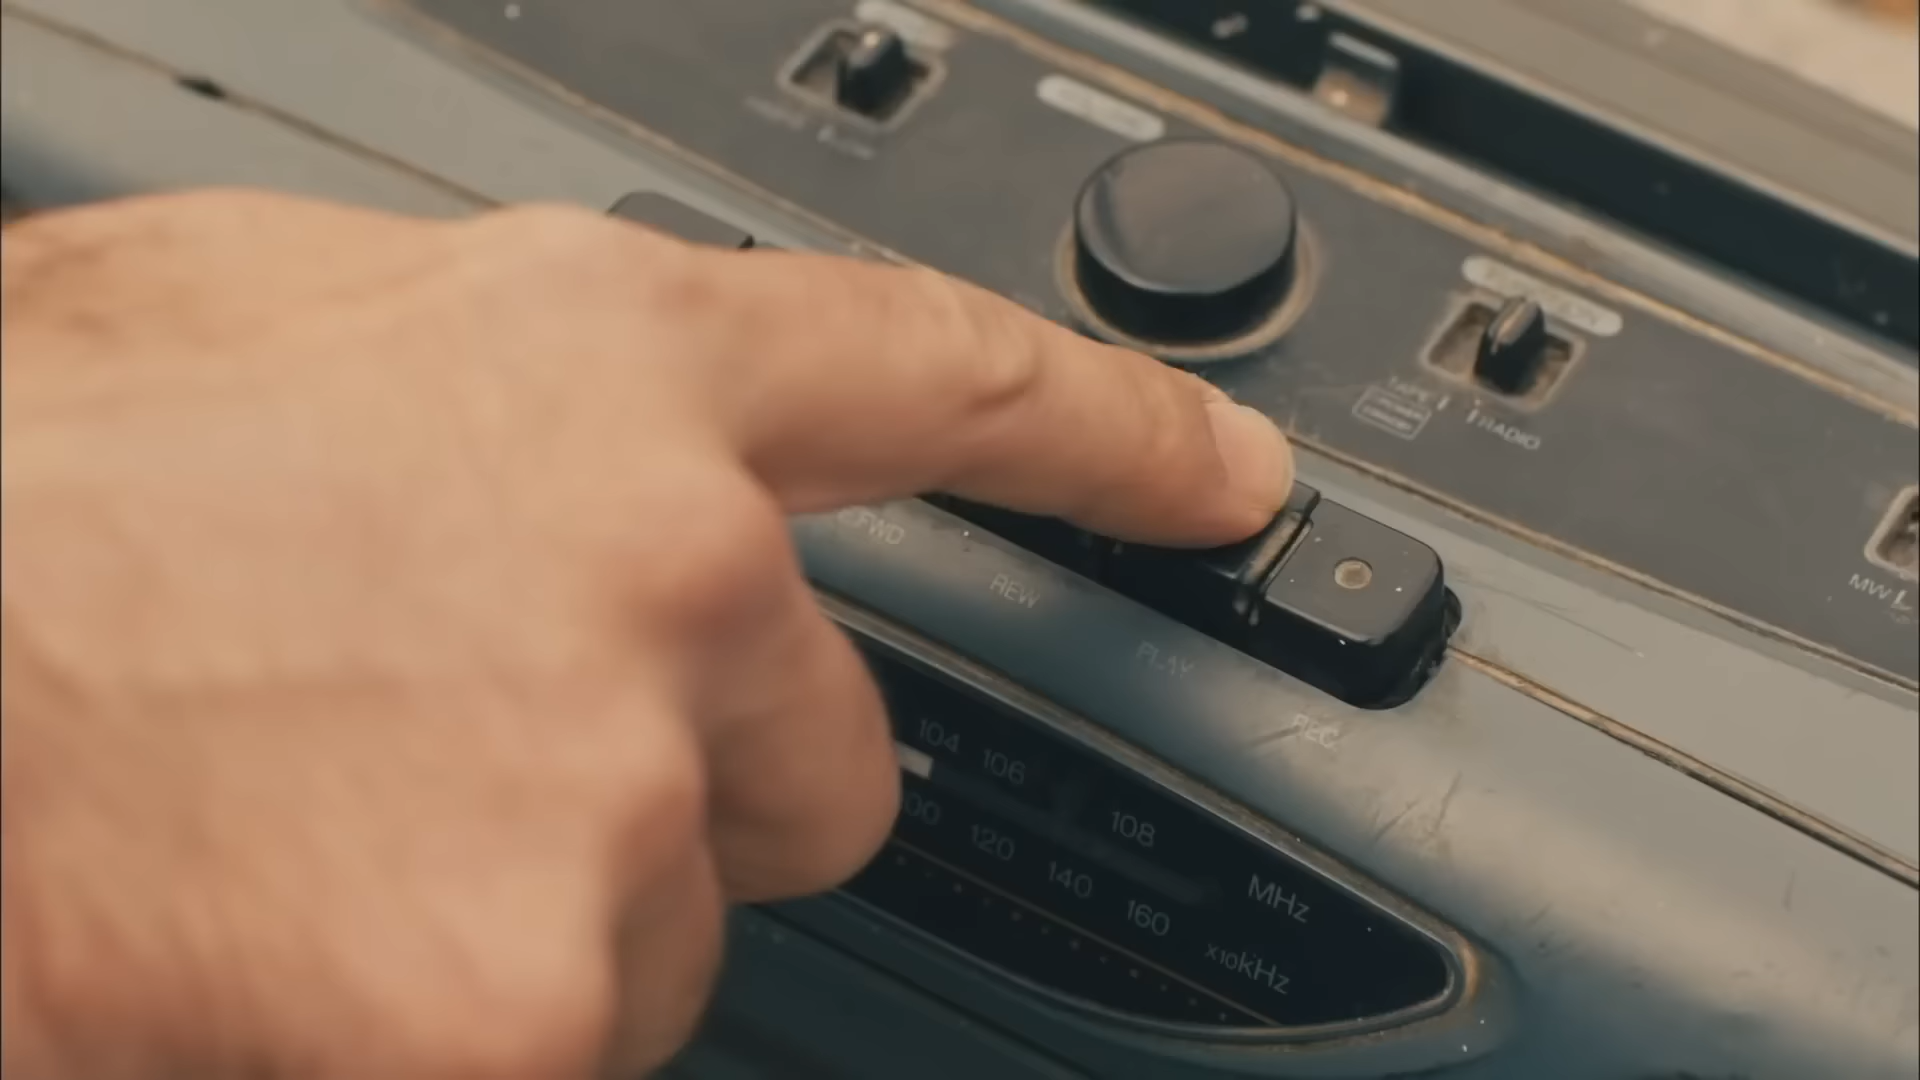 TAPE
RADIO
MW L
FWD
REW
PLAY
REC
104 106 108 MHz
120 140 160 x10kHz